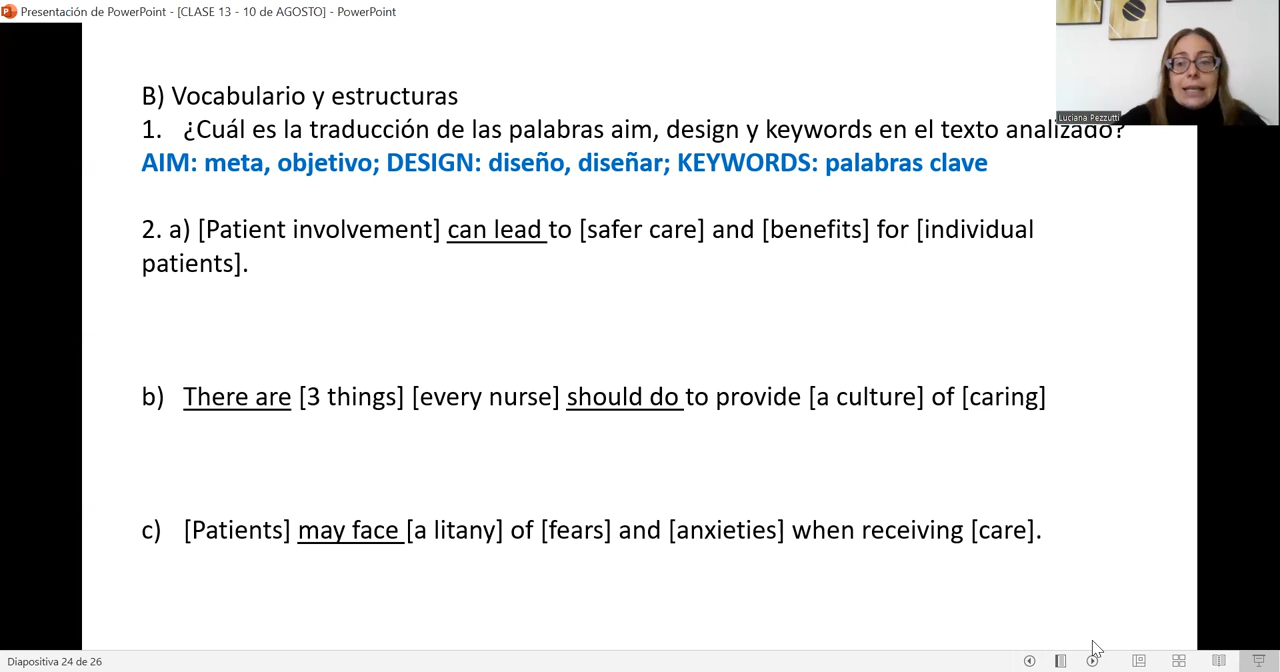 Presentación de PowerPoint - [CLASE 13 - 10 de AGOSTO] - PowerPoint
Luciana Pezzutti
B) Vocabulario y estructuras
1. ¿Cuál es la traducción de las palabras aim, design y keywords en el texto analizado?
AIM: meta, objetivo; DESIGN: diseño, diseñar; KEYWORDS: palabras clave
2. a) [Patient involvement] can lead to [safer care] and [benefits] for [individual
patients].
b) There are [3 things] [every nurse] should do to provide [a culture] of [caring]
c) [Patients] may face [a litany] of [fears] and [anxieties] when receiving [care].
Diapositiva 24 de 26